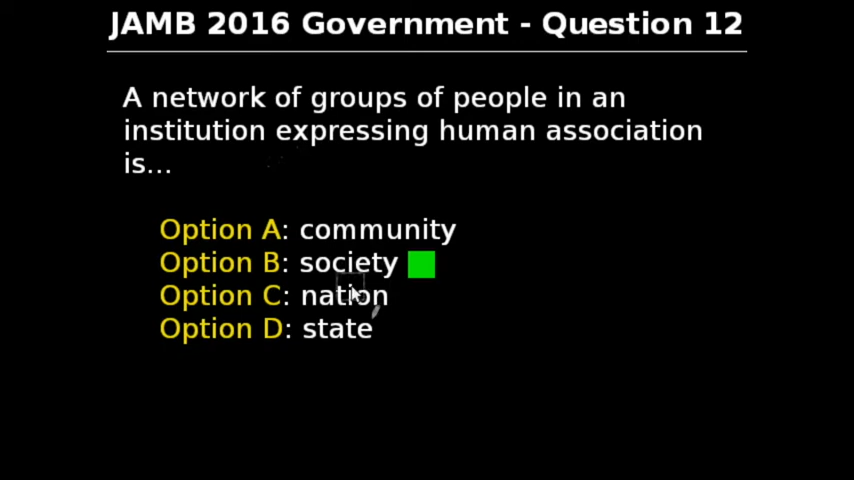 JAMB 2016 Government - Question 12
A network of groups of people in an
institution expressing human association
is...
Option A: community
Option B: society
Option C: nation
Option D: state